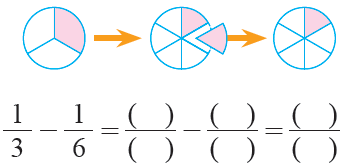 1/3 − 1/6 = ( )/( ) − ( )/( ) = ( )/( )